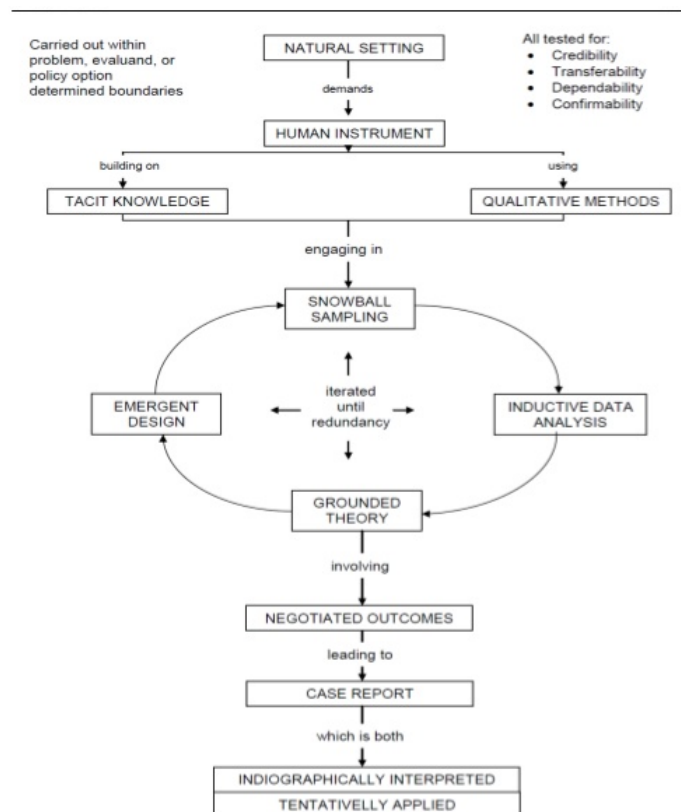 Carried out within
problem, evaluand, or
policy option
determined boundaries
NATURAL SETTING
All tested for:
• Credibility
• Transferability
• Dependability
• Confirmability
demands
HUMAN INSTRUMENT
building on
using
TACIT KNOWLEDGE
QUALITATIVE METHODS
engaging in
SNOWBALL
SAMPLING
iterated
until
redundancy
EMERGENT
DESIGN
INDUCTIVE DATA
ANALYSIS
GROUNDED
THEORY
involving
NEGOTIATED OUTCOMES
leading to
CASE REPORT
which is both
INDIOGRAPHICALLY INTERPRETED
TENTATIVELLY APPLIED